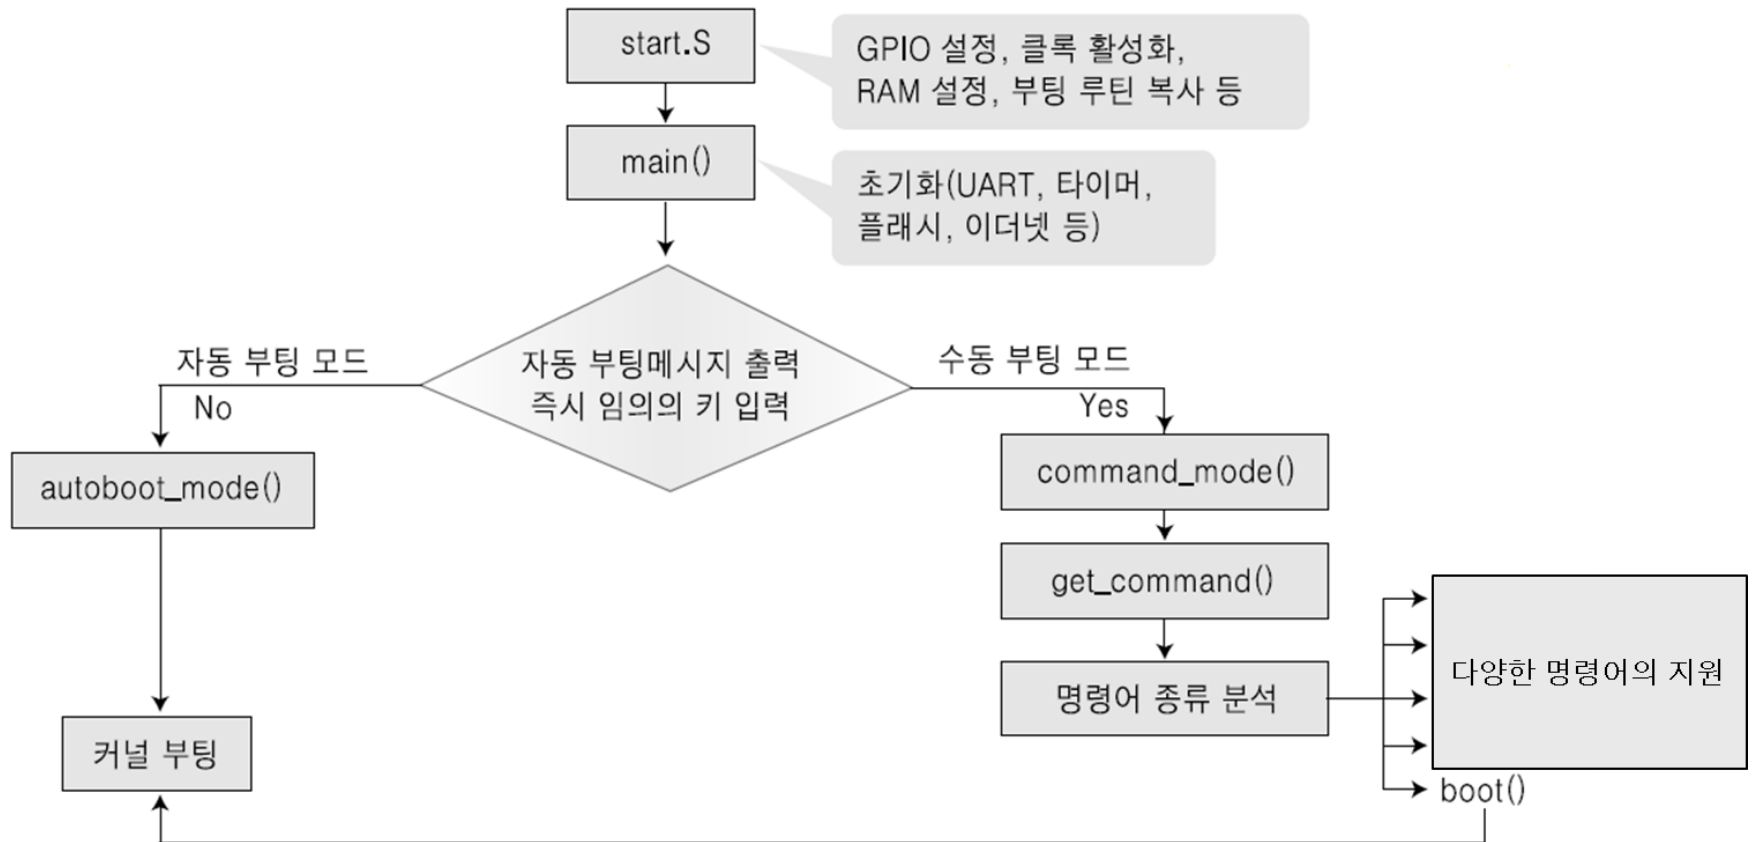 start.S
GPIO 설정, 클록 활성화,
RAM 설정, 부팅 루틴 복사 등
main()
초기화(UART, 타이머,
플래시, 이더넷 등)
자동 부팅메시지 출력
즉시 임의의 키 입력
자동 부팅 모드
No
autoboot_mode()
커널 부팅
수동 부팅 모드
Yes
command_mode()
get_command()
명령어 종류 분석
다양한 명령어의 지원
boot()